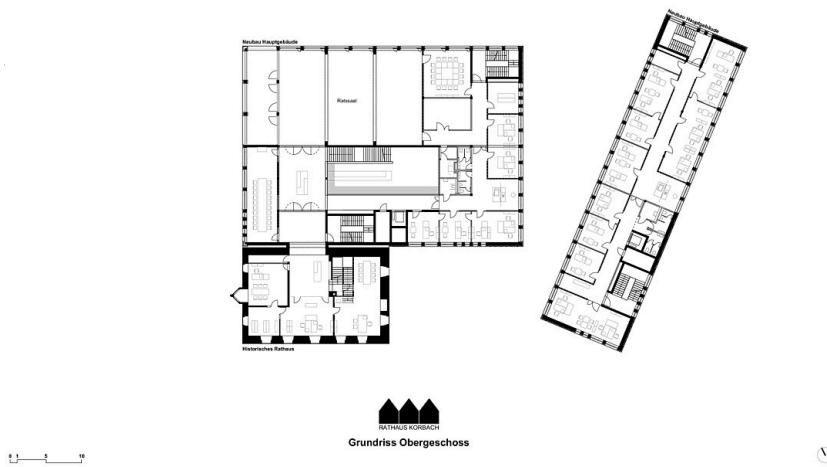 Neubau Hauptgebäude
Neubau Hauptgebäude
Ratssaal
Historisches Rathaus
RATHAUS KORBACH
Grundriss Obergeschoss
0 1 5 10